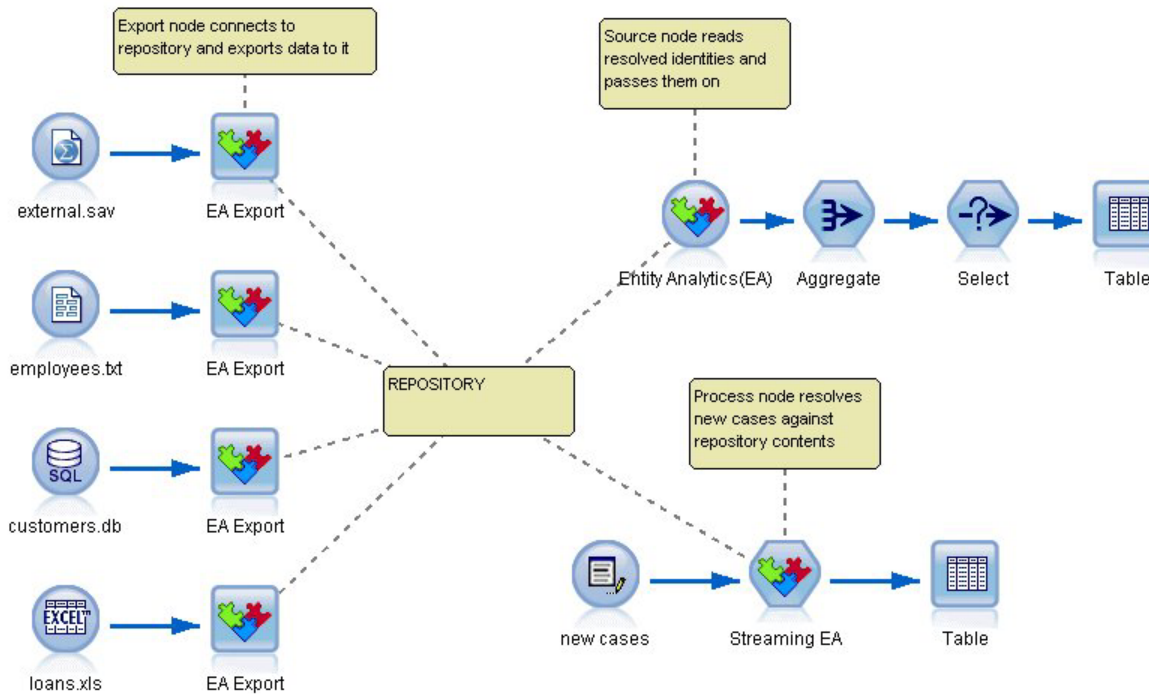 Export node connects to
repository and exports data to it
Source node reads
resolved identities and
passes them on
external.sav
EA Export
Entity Analytics(EA)
Aggregate
Select
Table
employees.txt
EA Export
REPOSITORY
Process node resolves
new cases against
repository contents
SQL
customers.db
EA Export
new cases
Streaming EA
Table
EXCEL™
loans.xls
EA Export